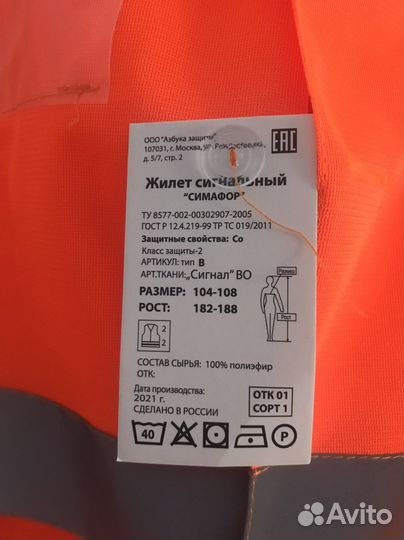 ООО "Азбука защиты"
107031, г. Москва, ул. Рождественка,
д. 5/7, стр. 2
ЕАС
Жилет сигнальный
"СИМАФОР"
ТУ 8577-002-00302907-2005
ГОСТ Р 12.4.219-99 ТР ТС 019/2011
Защитные свойства: Со
Класс защиты-2
АРТИКУЛ: тип В
АРТ.ТКАНИ:„Сигнал" ВО
РАЗМЕР: 104-108
РОСТ: 182-188
Размер
Рост
2
2
СОСТАВ СЫРЬЯ: 100% полиэфир
ОТК:
Дата производства:
2021 г.
СДЕЛАНО В РОССИИ
ОТК 01
СОРТ 1
40
P
Avito